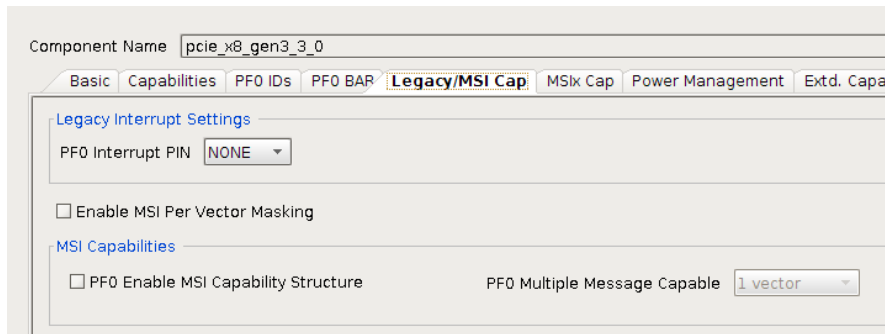 Component Name pcie_x8_gen3_3_0
Basic Capabilities PF0 IDs PF0 BAR Legacy/MSI Cap MSIx Cap Power Management Extd. Capa
Legacy Interrupt Settings
PF0 Interrupt PIN NONE
Enable MSI Per Vector Masking
MSI Capabilities
PF0 Enable MSI Capability Structure PF0 Multiple Message Capable 1 vector